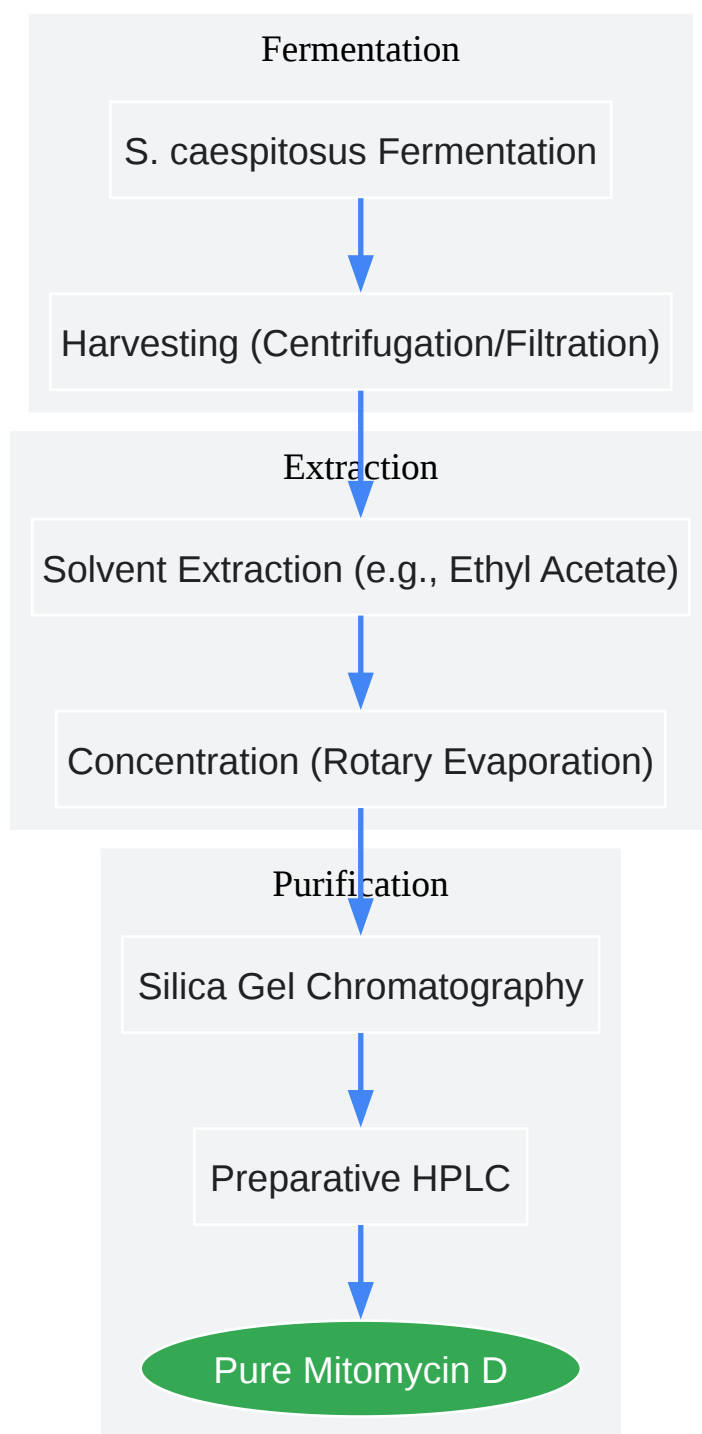 Fermentation
S. caespitosus Fermentation
Harvesting (Centrifugation/Filtration)
Extraction
Solvent Extraction (e.g., Ethyl Acetate)
Concentration (Rotary Evaporation)
Purification
Silica Gel Chromatography
Preparative HPLC
Pure Mitomycin D